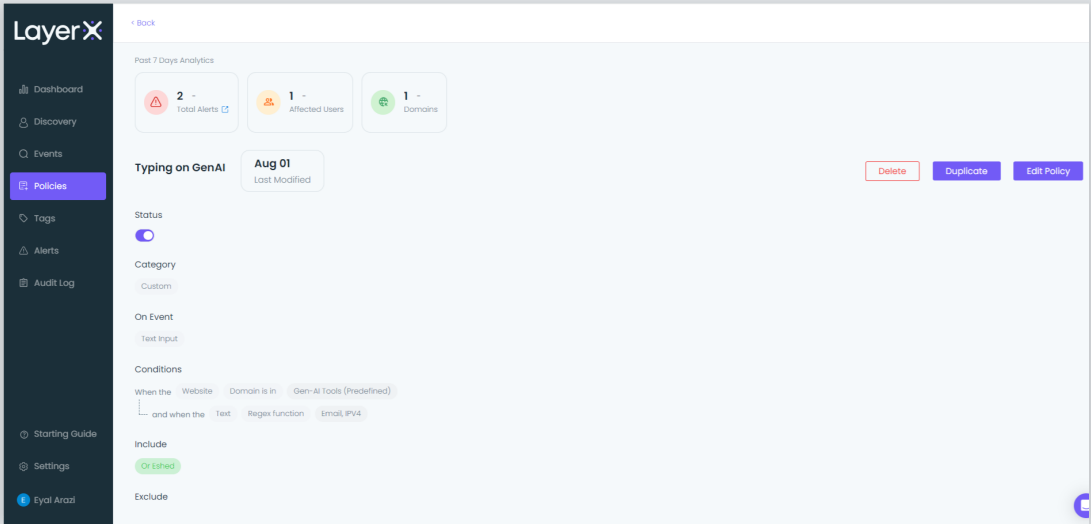 LayerX
Dashboard
Discovery
Events
Policies
Tags
Alerts
Audit Log
Starting Guide
Settings
E Eyal Arazi
< Back
Past 7 Days Analytics
2 -
Total Alerts
1 -
Affected Users
1 -
Domains
Typing on GenAI
Aug 01
Last Modified
Delete
Duplicate
Edit Policy
Status
Category
Custom
On Event
Text Input
Conditions
When the Website Domain is in Gen-AI Tools (Predefined)
and when the Text Regex function Email, IPV4
Include
Or Eshed
Exclude